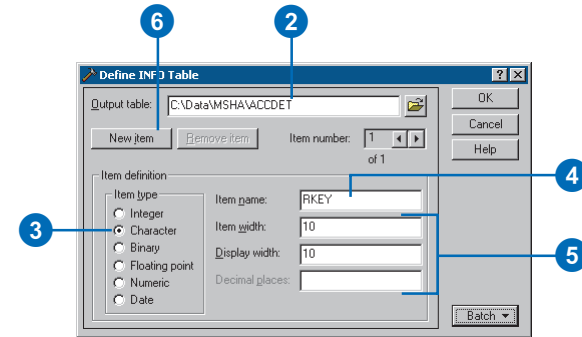 6
2
Define INFO Table
Output table: C:\Data\MSHA\ACCDET
OK
New item
Remove item
Item number: 1
of 1
Cancel
Help
Item definition
Item type
Integer
Character
Binary
Floating point
Numeric
Date
Item name: RKEY
Item width: 10
Display width: 10
Decimal places:
4
3
5
Batch